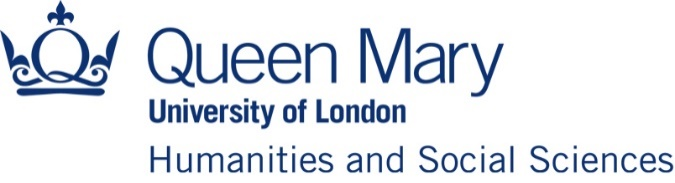 Queen Mary
University of London
Humanities and Social Sciences